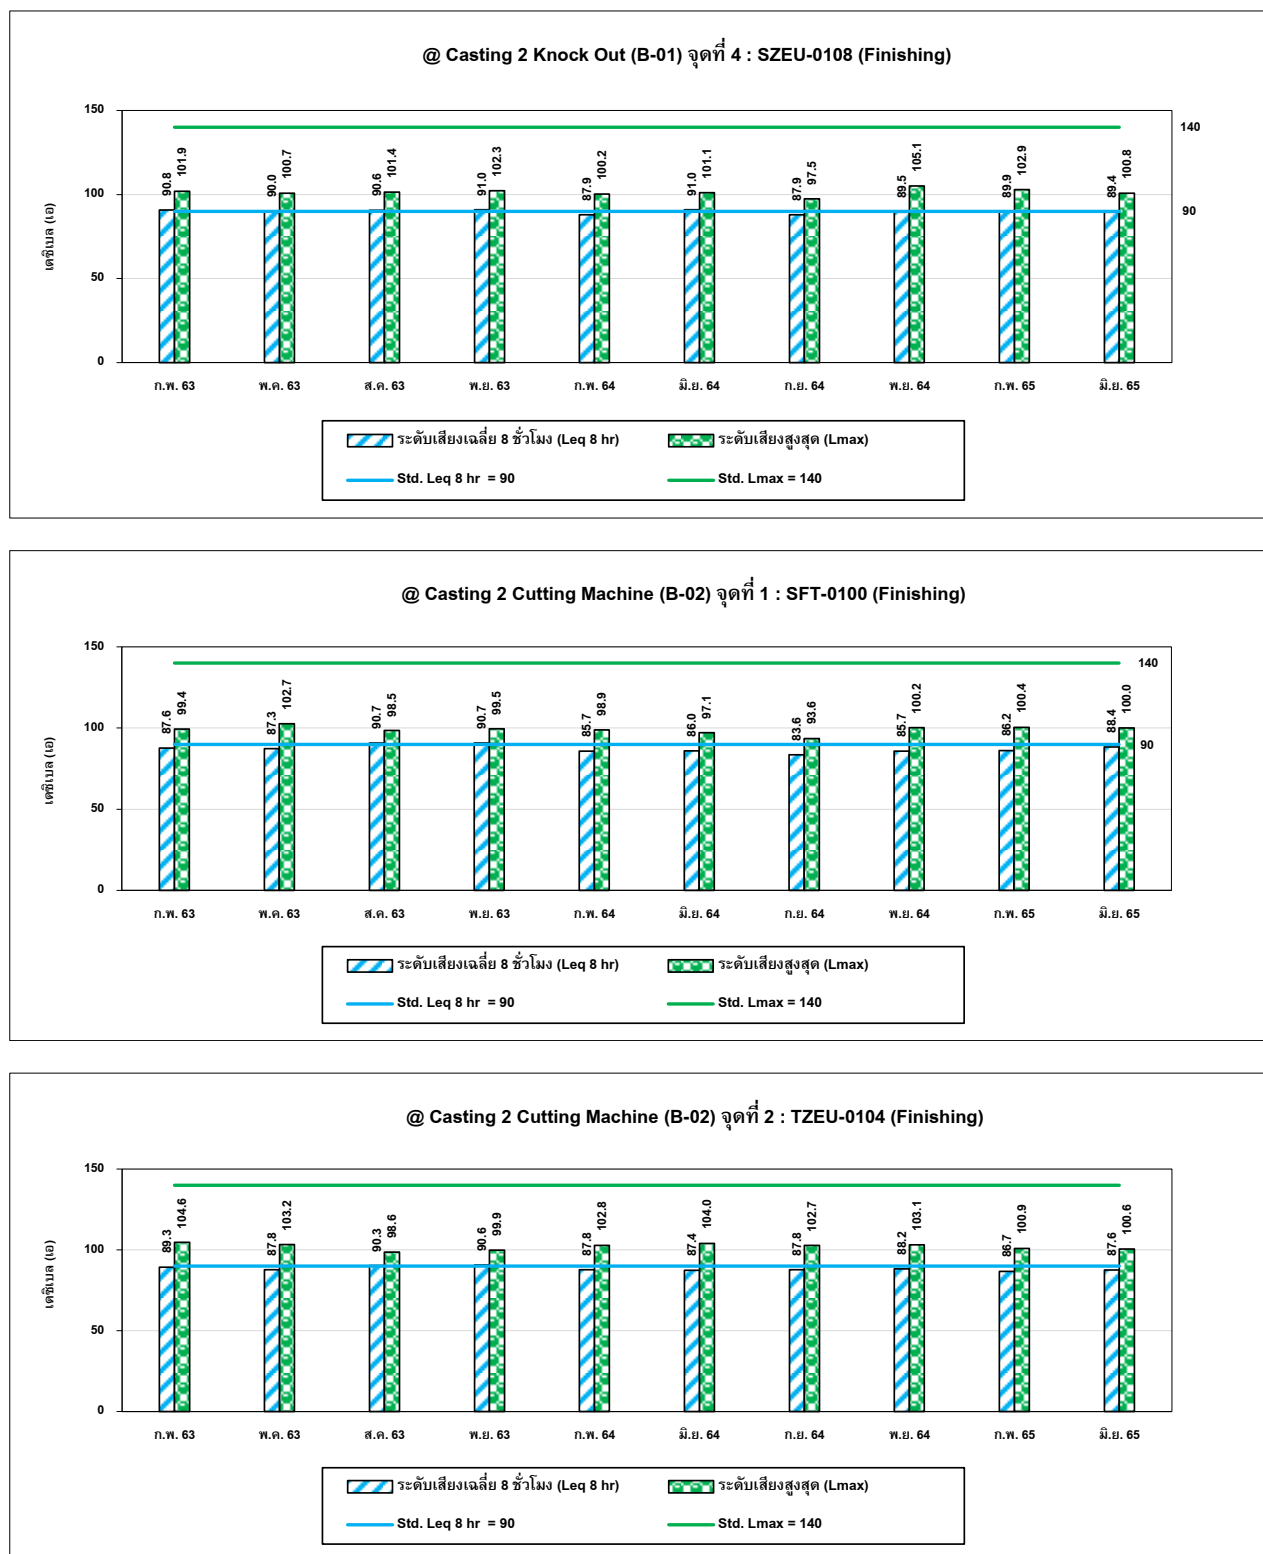 @ Casting 2 Knock Out (B-01) จุดที่ 4 : SZEU-0108 (Finishing)
เดซิเบล (เอ)
150
100
50
0
90.8 101.9 90.0 100.7 90.6 101.4 91.0 102.3 87.9 100.2 91.0 101.1 87.9 97.5 89.5 105.1 89.9 102.9 89.4 100.8
140
90
ก.พ. 63 พ.ค. 63 ส.ค. 63 พ.ย. 63 ก.พ. 64 มิ.ย. 64 ก.ย. 64 พ.ย. 64 ก.พ. 65 มิ.ย. 65
ระดับเสียงเฉลี่ย 8 ชั่วโมง (Leq 8 hr) ระดับเสียงสูงสุด (Lmax)
Std. Leq 8 hr = 90 Std. Lmax = 140
@ Casting 2 Cutting Machine (B-02) จุดที่ 1 : SFT-0100 (Finishing)
เดซิเบล (เอ)
150
100
50
0
87.6 99.4 87.3 102.7 90.7 98.5 90.7 99.5 85.7 98.9 86.0 97.1 83.6 93.6 85.7 100.2 86.2 100.4 88.4 100.0
140
90
ก.พ. 63 พ.ค. 63 ส.ค. 63 พ.ย. 63 ก.พ. 64 มิ.ย. 64 ก.ย. 64 พ.ย. 64 ก.พ. 65 มิ.ย. 65
ระดับเสียงเฉลี่ย 8 ชั่วโมง (Leq 8 hr) ระดับเสียงสูงสุด (Lmax)
Std. Leq 8 hr = 90 Std. Lmax = 140
@ Casting 2 Cutting Machine (B-02) จุดที่ 2 : TZEU-0104 (Finishing)
เดซิเบล (เอ)
150
100
50
0
89.3 104.6 87.8 103.2 90.3 98.6 90.6 99.9 87.8 102.8 87.4 104.0 87.8 102.7 88.2 103.1 86.7 100.9 87.6 100.6
ก.พ. 63 พ.ค. 63 ส.ค. 63 พ.ย. 63 ก.พ. 64 มิ.ย. 64 ก.ย. 64 พ.ย. 64 ก.พ. 65 มิ.ย. 65
ระดับเสียงเฉลี่ย 8 ชั่วโมง (Leq 8 hr) ระดับเสียงสูงสุด (Lmax)
Std. Leq 8 hr = 90 Std. Lmax = 140